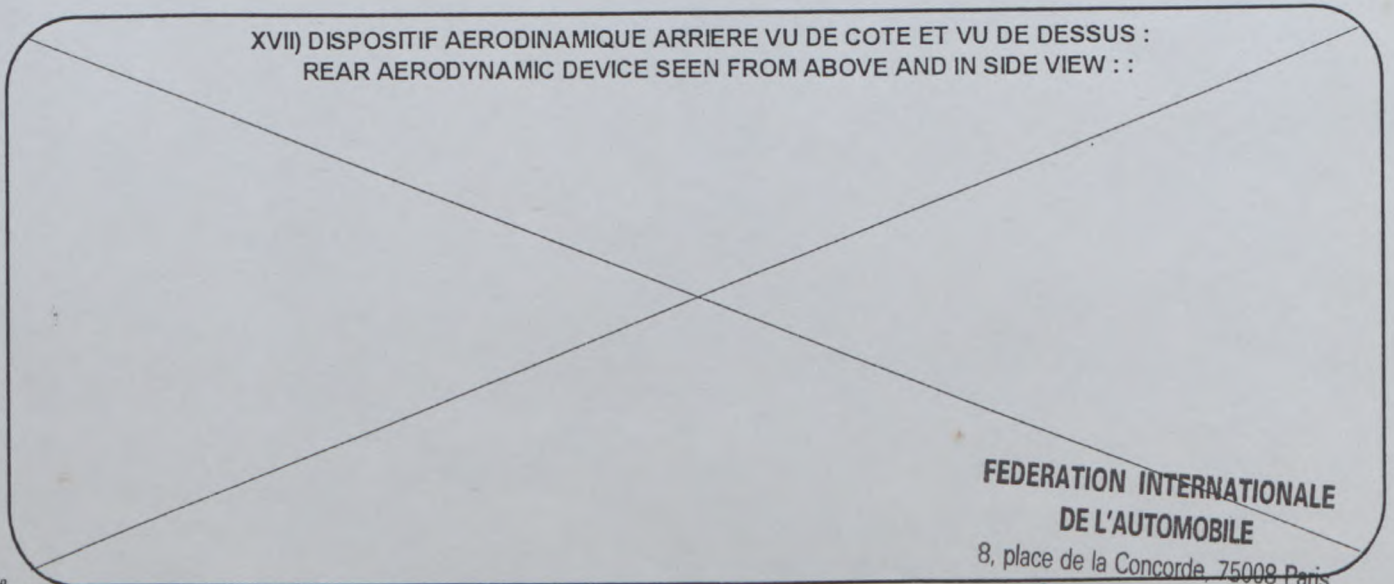 XVII) DISPOSITIF AERODINAMIQUE ARRIERE VU DE COTE ET VU DE DESSUS :
REAR AERODYNAMIC DEVICE SEEN FROM ABOVE AND IN SIDE VIEW : :
FEDERATION INTERNATIONALE
DE L'AUTOMOBILE
8, place de la Concorde, 75008 Paris